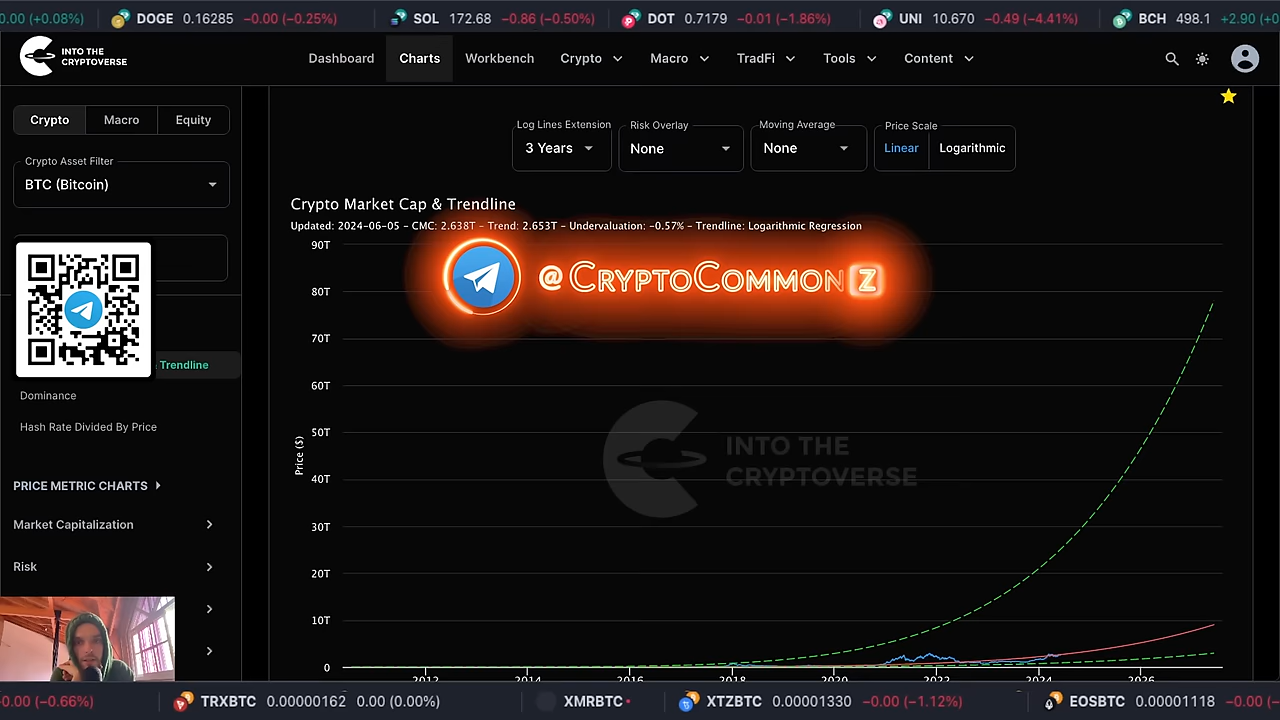 0.00 (+0.08%) DOGE 0.16285 −0.00 (−0.25%) SOL 172.68 −0.86 (−0.50%) DOT 0.7179 −0.01 (−1.86%) UNI 10.670 −0.49 (−4.41%) BCH 498.1 +2.90 (+0
INTO THE
CRYPTOVERSE
Dashboard Charts Workbench Crypto Macro TradFi Tools Content
Crypto Macro Equity
Log Lines Extension Risk Overlay Moving Average Price Scale
3 Years None None Linear Logarithmic
Crypto Asset Filter
BTC (Bitcoin)
Crypto Market Cap & Trendline
Updated: 2024-06-05 - CMC: 2.638T - Trend: 2.653T - Undervaluation: -0.57% - Trendline: Logarithmic Regression
@CRYPTOCOMMONZ
90T
80T
70T
60T
50T
40T
30T
20T
10T
0
Price ($)
INTO THE
CRYPTOVERSE
2012 2014 2016 2018 2020 2022 2024 2026
Trendline
Dominance
Hash Rate Divided By Price
PRICE METRIC CHARTS
Market Capitalization
Risk
−0.00 (−0.66%) TRXBTC 0.00000162 0.00 (0.00%) XMRBTC XTZBTC 0.00001330 −0.00 (−1.12%) EOSBTC 0.00001118 −0.00 (−